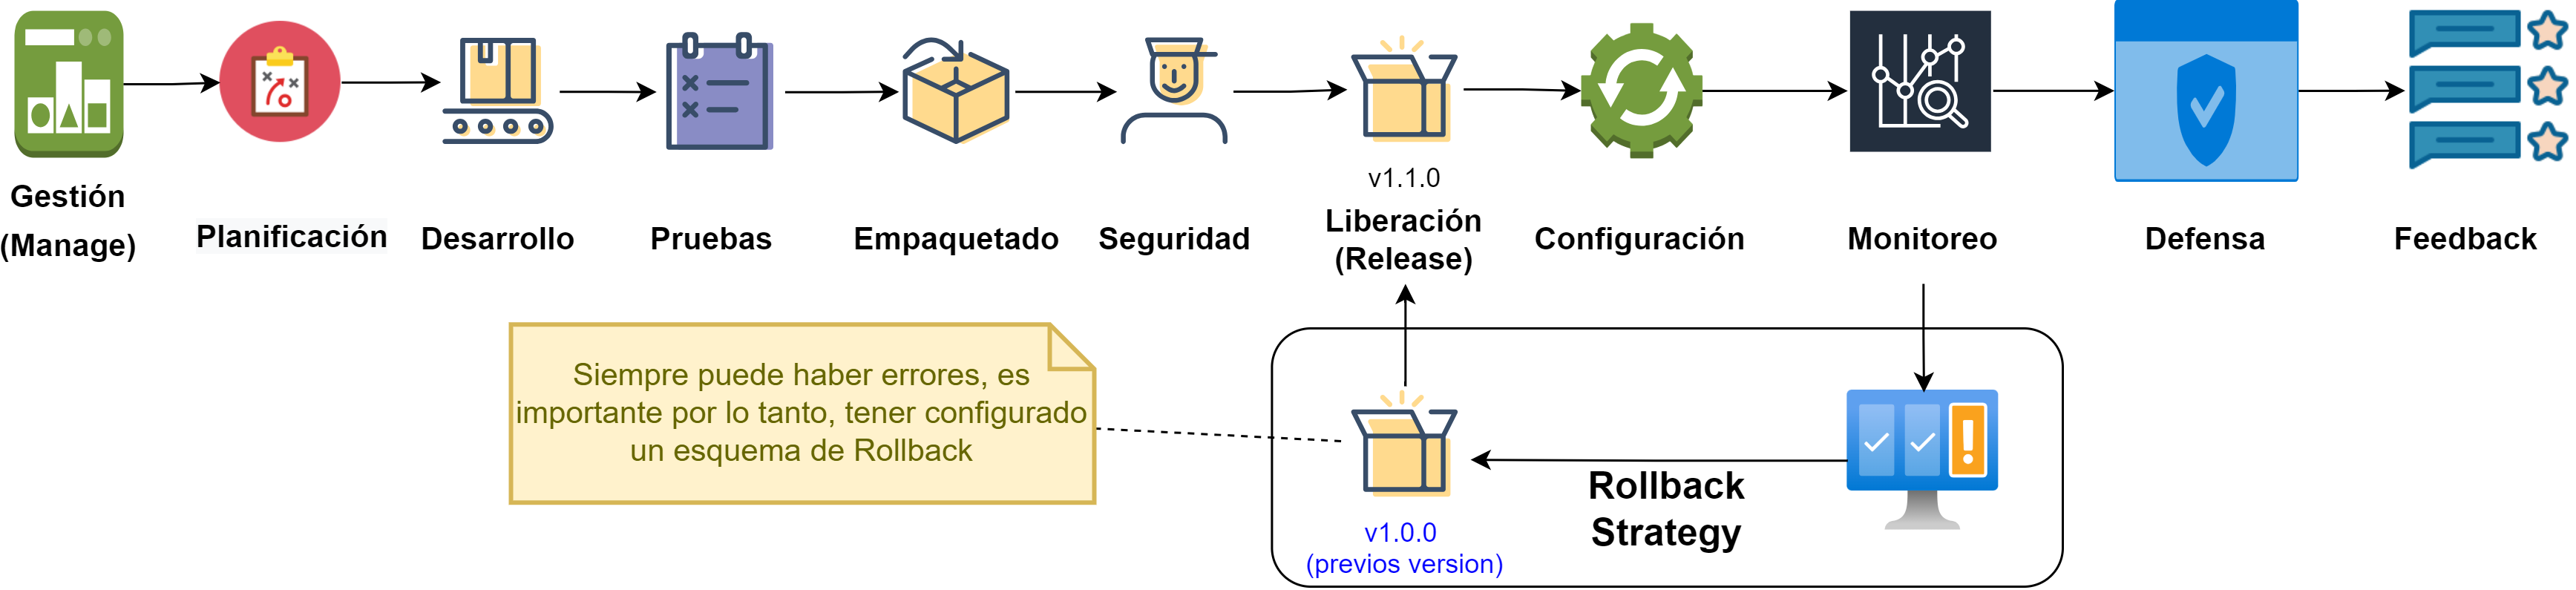 Gestión
(Manage)
Planificación
Desarrollo
Pruebas
Empaquetado
Seguridad
v1.1.0
Liberación
(Release)
Configuración
Monitoreo
Defensa
Feedback
Siempre puede haber errores, es
importante por lo tanto, tener configurado
un esquema de Rollback
Rollback
Strategy
v1.0.0
(previos version)